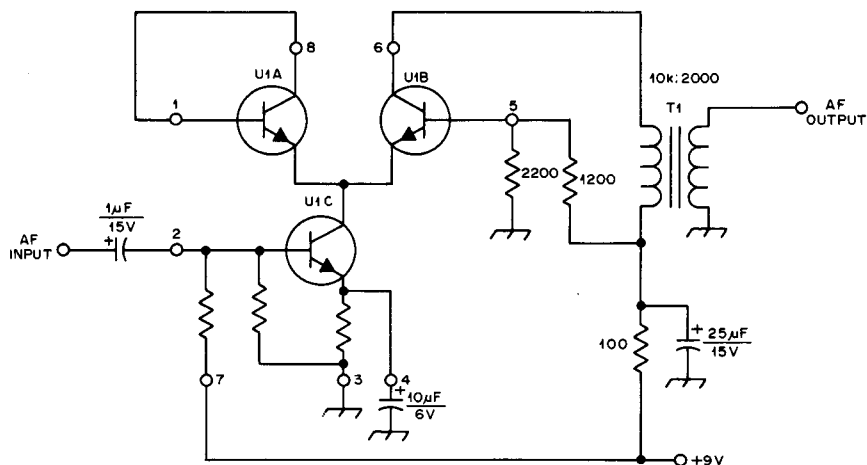 8
6
U1A
U1B
10k:2000
T1
AF
OUTPUT
1
5
2200
1200
U1C
1µF
15V
+
2
AF
INPUT
100
+
25µF
15V
7
3
4
+
10µF
6V
+9V